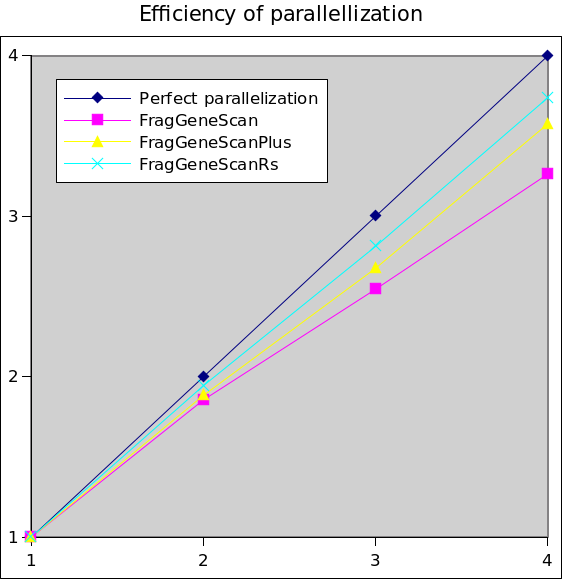 Efficiency of parallellization
4
Perfect parallelization
FragGeneScan
FragGeneScanPlus
FragGeneScanRs
3
2
1
1 2 3 4